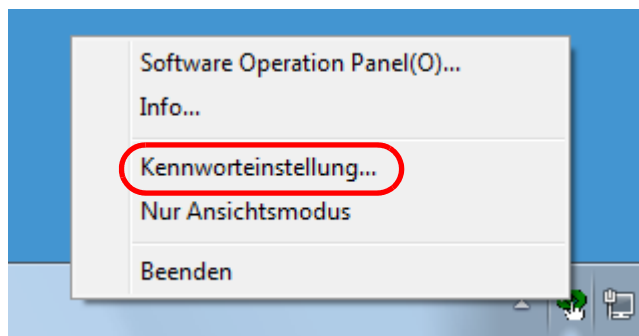 Software Operation Panel(O)...
Info...
Kennworteinstellung...
Nur Ansichtsmodus
Beenden